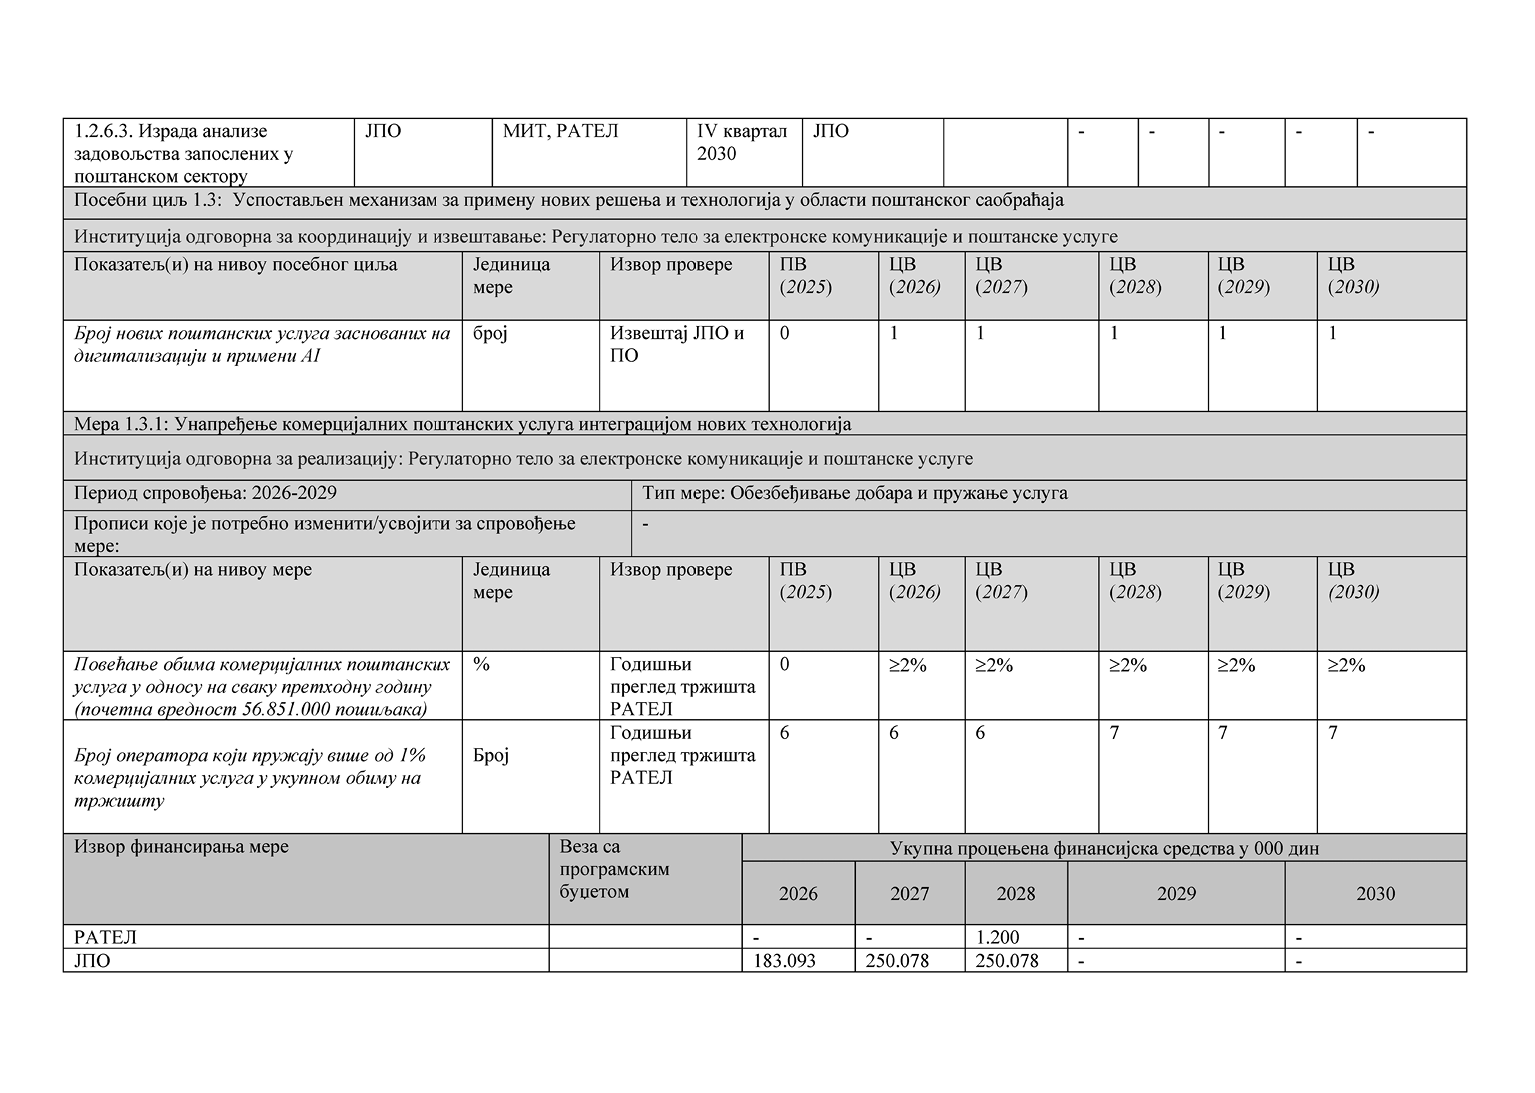 1.2.6.3. Израда анализе задовољства запослених у поштанском сектору ЈПО МИТ, РАТЕЛ IV квартал 2030 ЈПО - - - - -
Посебни циљ 1.3: Успостављен механизам за примену нових решења и технологија у области поштанског саобраћаја
Институција одговорна за координацију и извештавање: Регулаторно тело за електронске комуникације и поштанске услуге
Показатељ(и) на нивоу посебног циља Јединица мере Извор провере ПВ (2025) ЦВ (2026) ЦВ (2027) ЦВ (2028) ЦВ (2029) ЦВ (2030)
Број нових поштанских услуга заснованих на дигитализацији и примени AI број Извештај ЈПО и ПО 0 1 1 1 1 1
Мера 1.3.1: Унапређење комерцијалних поштанских услуга интеграцијом нових технологија
Институција одговорна за реализацију: Регулаторно тело за електронске комуникације и поштанске услуге
Период спровођења: 2026-2029 Тип мере: Обезбеђивање добара и пружање услуга
Прописи које је потребно изменити/усвојити за спровођење мере: -
Показатељ(и) на нивоу мере Јединица мере Извор провере ПВ (2025) ЦВ (2026) ЦВ (2027) ЦВ (2028) ЦВ (2029) ЦВ (2030)
Повећање обима комерцијалних поштанских услуга у односу на сваку претходну годину (почетна вредност 56.851.000 пошиљака) % Годишњи преглед тржишта РАТЕЛ 0 ≥2% ≥2% ≥2% ≥2% ≥2%
Број оператора који пружају више од 1% комерцијалних услуга у укупном обиму на тржишту Број Годишњи преглед тржишта РАТЕЛ 6 6 6 7 7 7
Извор финансирања мере Веза са програмским буџетом Укупна процењена финансијска средства у 000 дин
2026 2027 2028 2029 2030
РАТЕЛ - - 1.200 - -
ЈПО 183.093 250.078 250.078 - -